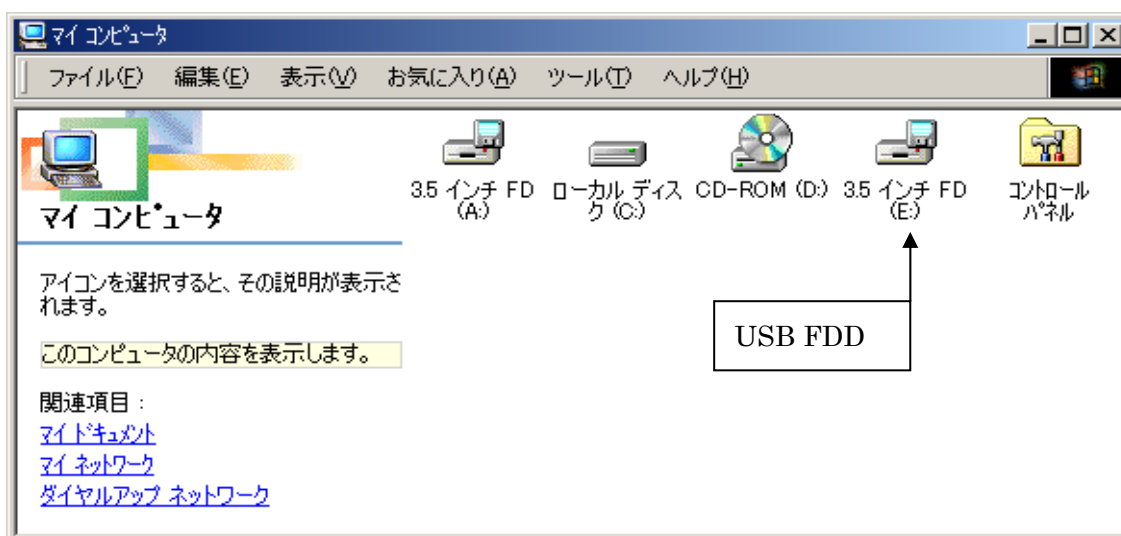 マイ コンピュータ
ファイル(F) 編集(E) 表示(V) お気に入り(A) ツール(T) ヘルプ(H)
マイ コンピュータ
3.5 インチ FD
(A:)
ローカル ディス
ク (C:)
CD-ROM (D:)
3.5 インチ FD
(E:)
コントロール
パネル
アイコンを選択すると、その説明が表示さ
れます。
このコンピュータの内容を表示します。
USB FDD
関連項目 :
マイ ドキュメント
マイ ネットワーク
ダイヤルアップ ネットワーク